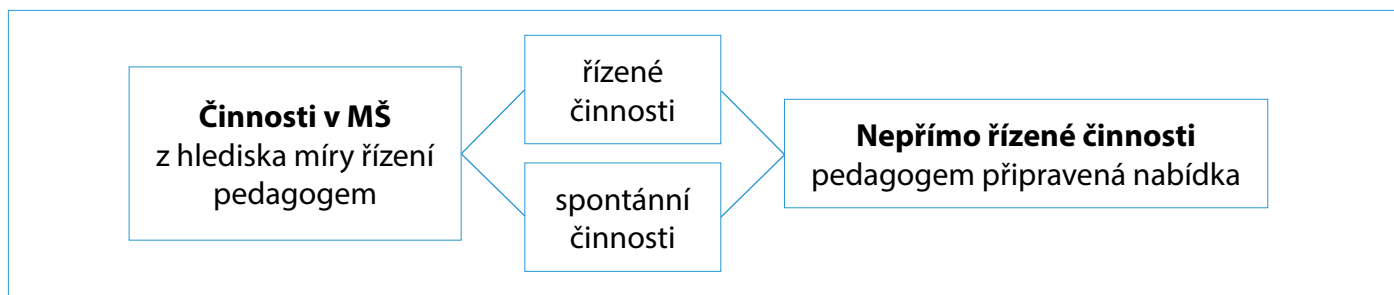 Činnosti v MŠ
z hlediska míry řízení
pedagogem
řízené
činnosti
spontánní
činnosti
Nepřímo řízené činnosti
pedagogem připravená nabídka